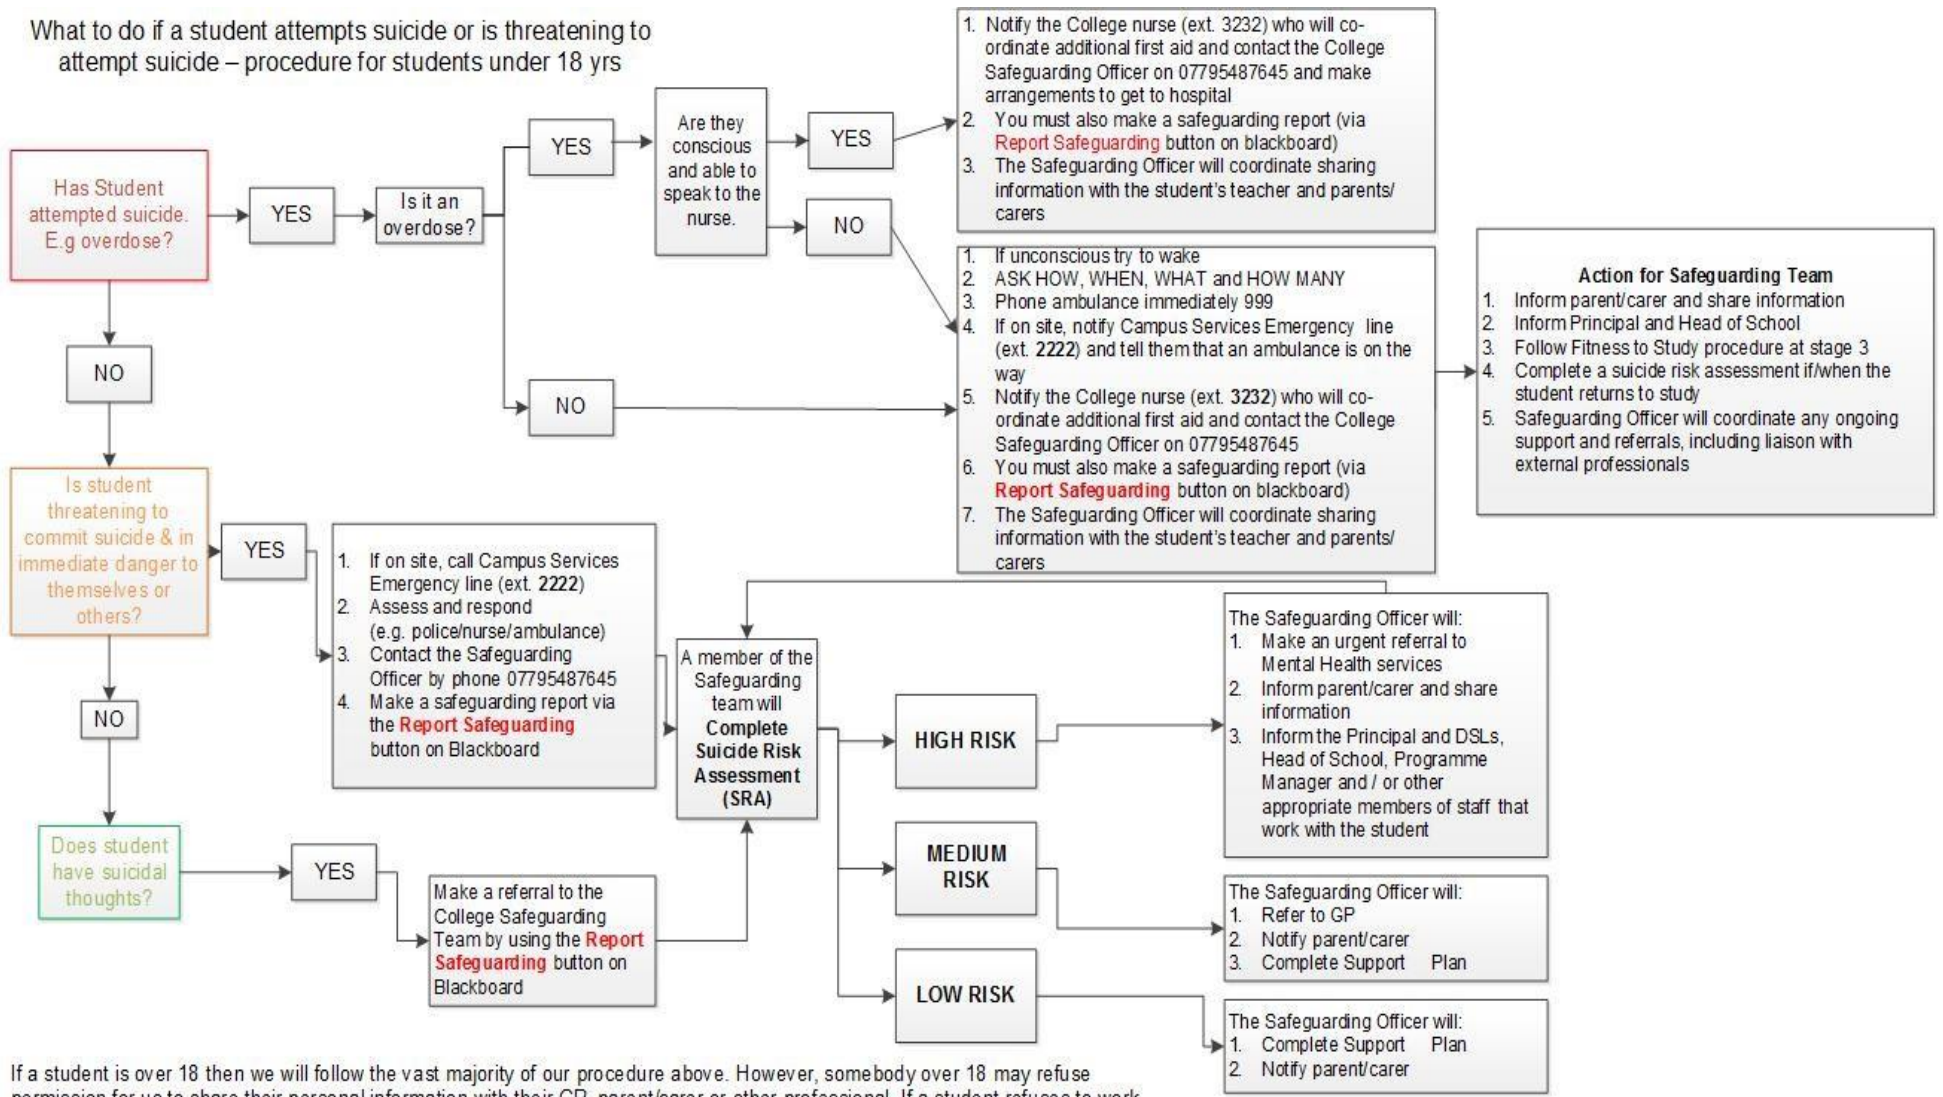 What to do if a student attempts suicide or is threatening to
attempt suicide – procedure for students under 18 yrs
Has Student
attempted suicide.
E.g overdose?
YES
Is it an
overdose?
YES
Are they
conscious
and able to
speak to the
nurse.
YES
NO
NO
1. Notify the College nurse (ext. 3232) who will co-
ordinate additional first aid and contact the College
Safeguarding Officer on 07795487645 and make
arrangements to get to hospital
2. You must also make a safeguarding report (via
Report Safeguarding button on blackboard)
3. The Safeguarding Officer will coordinate sharing
information with the student's teacher and parents/
carers
1. If unconscious try to wake
2. ASK HOW, WHEN, WHAT and HOW MANY
3. Phone ambulance immediately 999
4. If on site, notify Campus Services Emergency line
(ext. 2222) and tell them that an ambulance is on the
way
5. Notify the College nurse (ext. 3232) who will co-
ordinate additional first aid and contact the College
Safeguarding Officer on 07795487645
6. You must also make a safeguarding report (via
Report Safeguarding button on blackboard)
7. The Safeguarding Officer will coordinate sharing
information with the student's teacher and parents/
carers
Action for Safeguarding Team
1. Inform parent/carer and share information
2. Inform Principal and Head of School
3. Follow Fitness to Study procedure at stage 3
4. Complete a suicide risk assessment if/when the
student returns to study
5. Safeguarding Officer will coordinate any ongoing
support and referrals, including liaison with
external professionals
NO
Is student
threatening to
commit suicide & in
immediate danger to
themselves or
others?
YES
1. If on site, call Campus Services
Emergency line (ext. 2222)
2. Assess and respond
(e.g. police/nurse/ambulance)
3. Contact the Safeguarding
Officer by phone 07795487645
4. Make a safeguarding report via
the Report Safeguarding
button on Blackboard
NO
Does student
have suicidal
thoughts?
YES
Make a referral to the
College Safeguarding
Team by using the Report
Safeguarding button on
Blackboard
A member of the
Safeguarding
team will
Complete
Suicide Risk
Assessment
(SRA)
HIGH RISK
The Safeguarding Officer will:
1. Make an urgent referral to
Mental Health services
2. Inform parent/carer and share
information
3. Inform the Principal and DSLs,
Head of School, Programme
Manager and / or other
appropriate members of staff that
work with the student
MEDIUM
RISK
The Safeguarding Officer will:
1. Refer to GP
2. Notify parent/carer
3. Complete Support Plan
LOW RISK
The Safeguarding Officer will:
1. Complete Support Plan
2. Notify parent/carer
If a student is over 18 then we will follow the vast majority of our procedure above. However, somebody over 18 may refuse
permission for us to share their personal information with their GP, parent/carer or other professional. If a student refuses to work